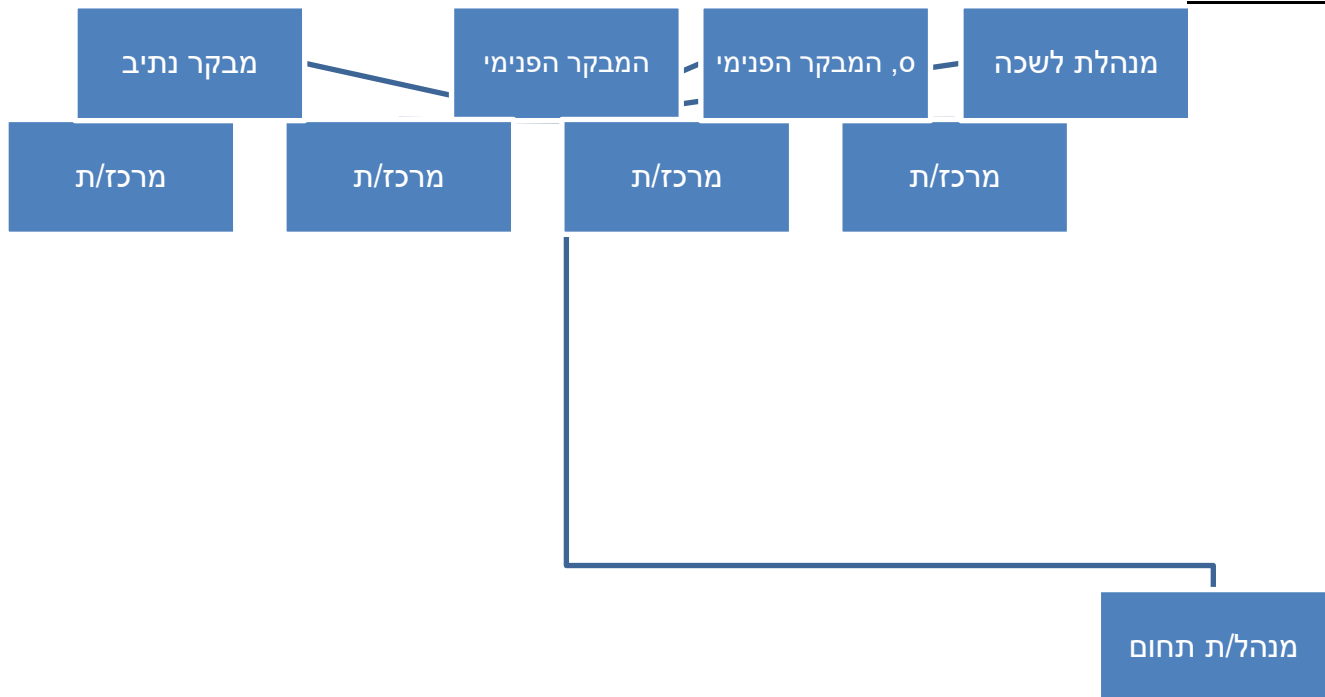 מנהלת לשכה
ס, המבקר הפנימי
המבקר הפנימי
מבקר נתיב
מרכז/ת
מרכז/ת
מרכז/ת
מרכז/ת
מנהל/ת תחום